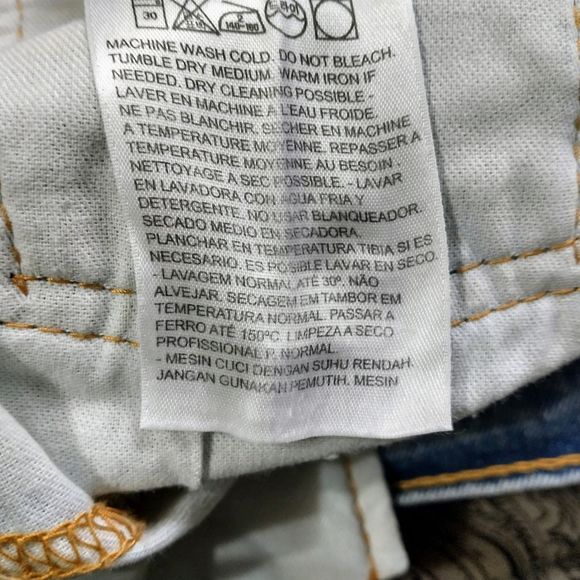 30
140-160
MACHINE WASH COLD. DO NOT BLEACH.
TUMBLE DRY MEDIUM. WARM IRON IF
NEEDED. DRY CLEANING POSSIBLE -
LAVER EN MACHINE A L'EAU FROIDE.
NE PAS BLANCHIR. SECHER EN MACHINE
A TEMPERATURE MOYENNE. REPASSER A
TEMPERATURE MOYENNE AU BESOIN.
NETTOYAGE A SEC POSSIBLE. - LAVAR
EN LAVADORA CON AGUA FRIA Y
DETERGENTE. NO USAR BLANQUEADOR.
SECADO MEDIO EN SECADORA.
PLANCHAR EN TEMPERATURA TIBIA SI ES
NECESARIO. ES POSIBLE LAVAR EN SECO.
- LAVAGEM NORMAL ATÉ 30º. NÃO
ALVEJAR. SECAGEM EM TAMBOR EM
TEMPERATURA NORMAL. PASSAR A
FERRO ATÉ 150ºC. LIMPEZA A SECO
PROFISSIONAL P. NORMAL.
- MESIN CUCI DENGAN SUHU RENDAH.
JANGAN GUNAKAN PEMUTIH. MESIN